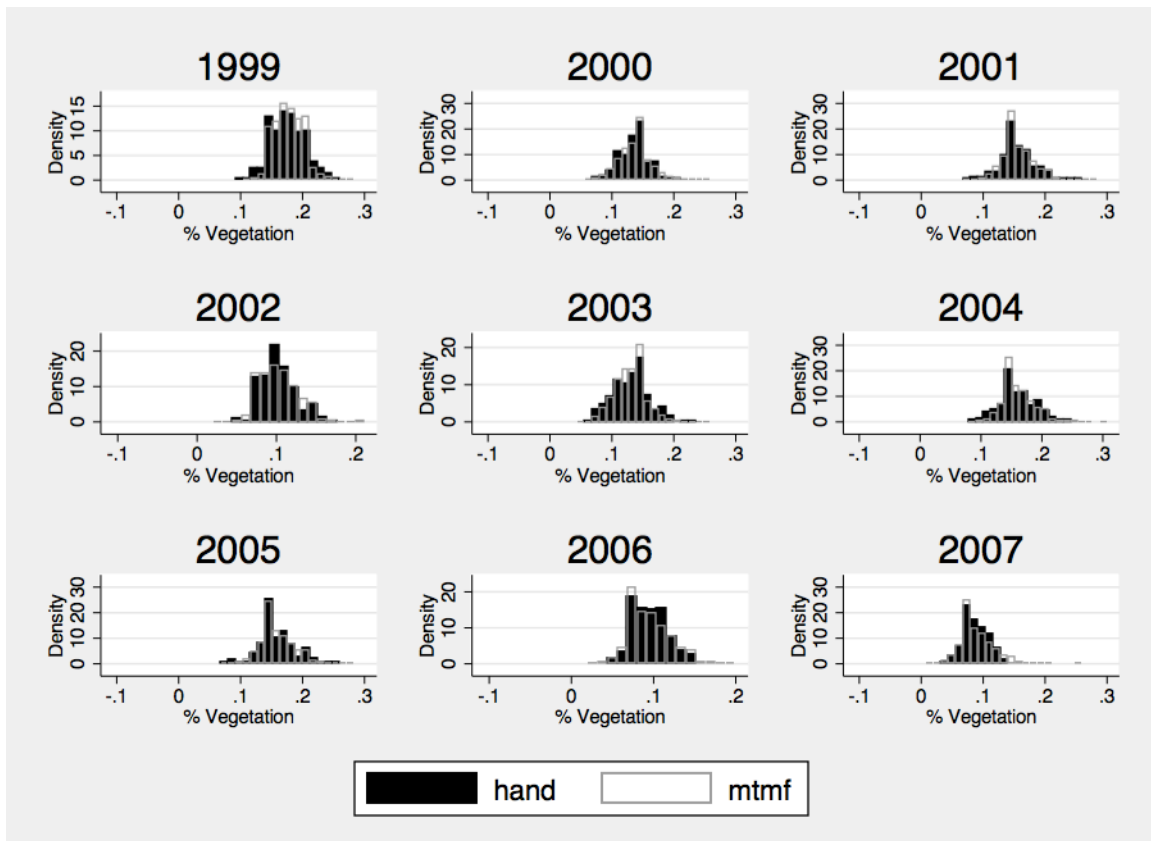 1999
2000
2001
Density
0 5 10 15
-.1 0 .1 .2 .3
% Vegetation
Density
0 10 20 30
-.1 0 .1 .2 .3
% Vegetation
Density
0 10 20 30
-.1 0 .1 .2 .3
% Vegetation
2002
2003
2004
Density
0 10 20
-.1 0 .1 .2
% Vegetation
Density
0 10 20
-.1 0 .1 .2 .3
% Vegetation
Density
0 10 20 30
-.1 0 .1 .2 .3
% Vegetation
2005
2006
2007
Density
0 10 20 30
-.1 0 .1 .2 .3
% Vegetation
Density
0 10 20
-.1 0 .1 .2
% Vegetation
Density
0 10 20 30
-.1 0 .1 .2 .3
% Vegetation
hand mtmf